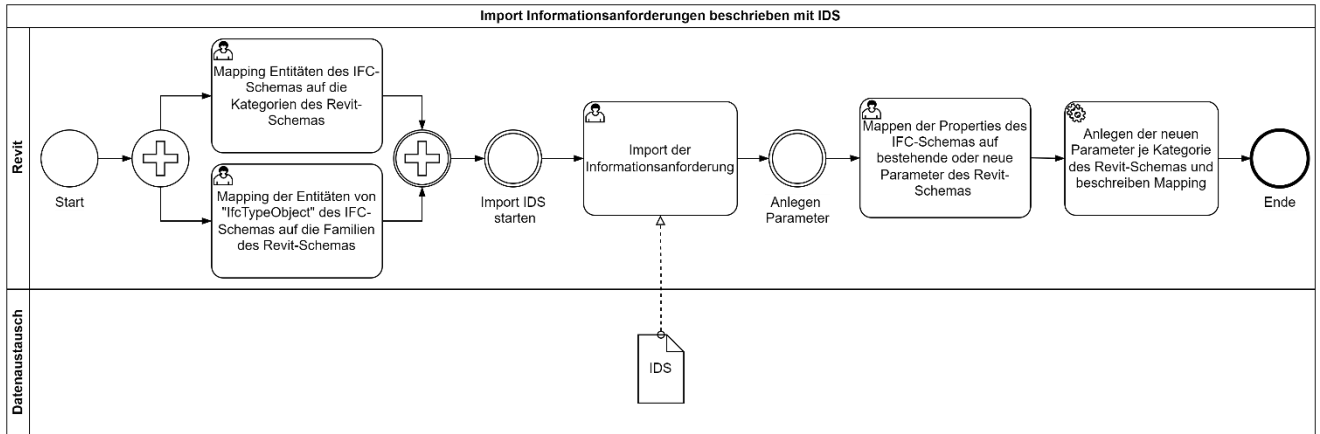 Import Informationsanforderungen beschrieben mit IDS
Revit
Start
Mapping Entitäten des IFC-
Schemas auf die
Kategorien des Revit-
Schemas
Mapping der Entitäten von
"IfcTypeObject" des IFC-
Schemas auf die Familien
des Revit-Schemas
Import IDS
starten
Import der
Informationsanforderung
Anlegen
Parameter
Mappen der Properties des
IFC-Schemas auf
bestehende oder neue
Parameter des Revit-
Schemas
Anlegen der neuen
Parameter je Kategorie
des Revit-Schemas und
beschreiben Mapping
Ende
Datenaustausch
IDS